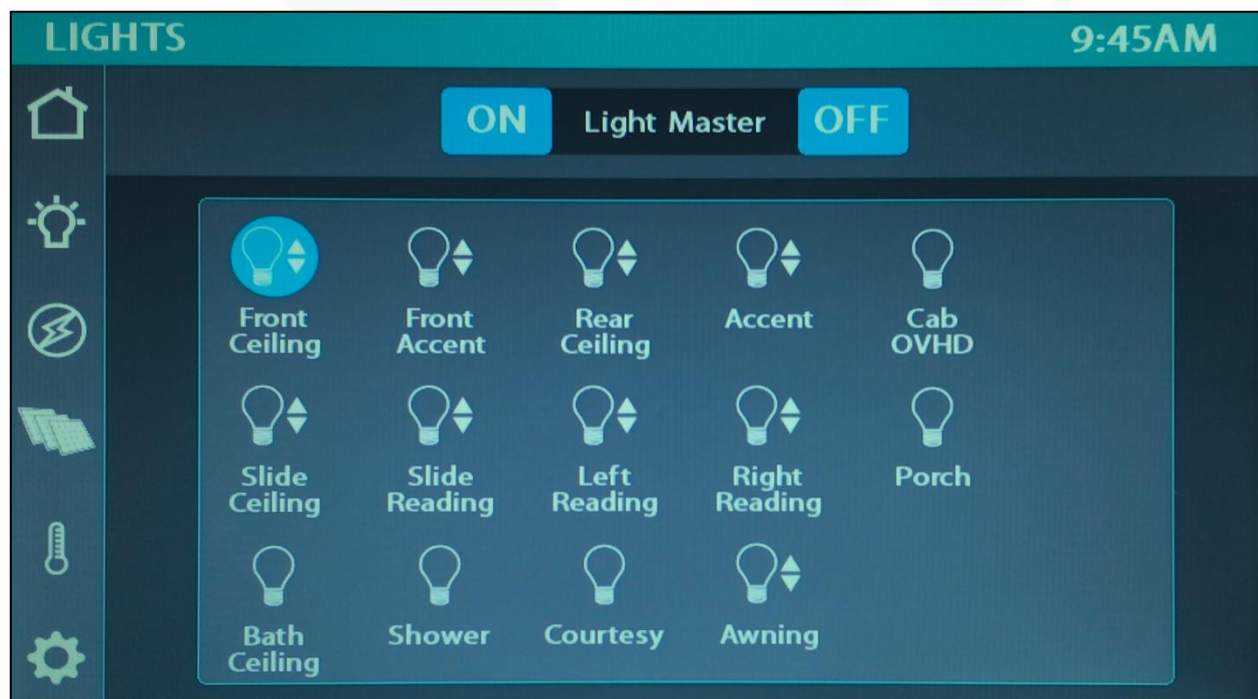 LIGHTS
9:45AM
ON
Light Master
OFF
Front
Ceiling
Front
Accent
Rear
Ceiling
Accent
Cab
OVHD
Slide
Ceiling
Slide
Reading
Left
Reading
Right
Reading
Porch
Bath
Ceiling
Shower
Courtesy
Awning